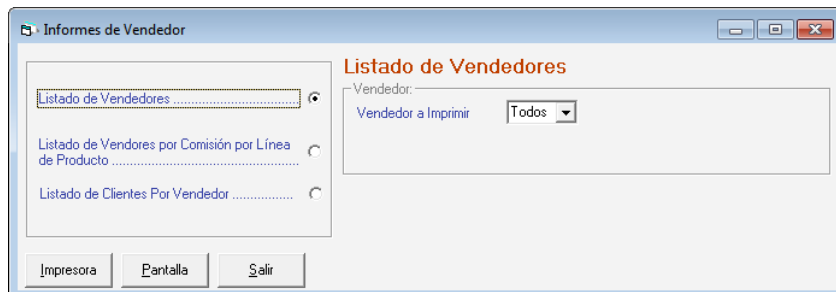 Informes de Vendedor
Listado de Vendedores ................................
Listado de Vendores por Comisión por Línea
de Producto ................................................
Listado de Clientes Por Vendedor ................
Listado de Vendedores
Vendedor:
Vendedor a Imprimir Todos
Impresora Pantalla Salir